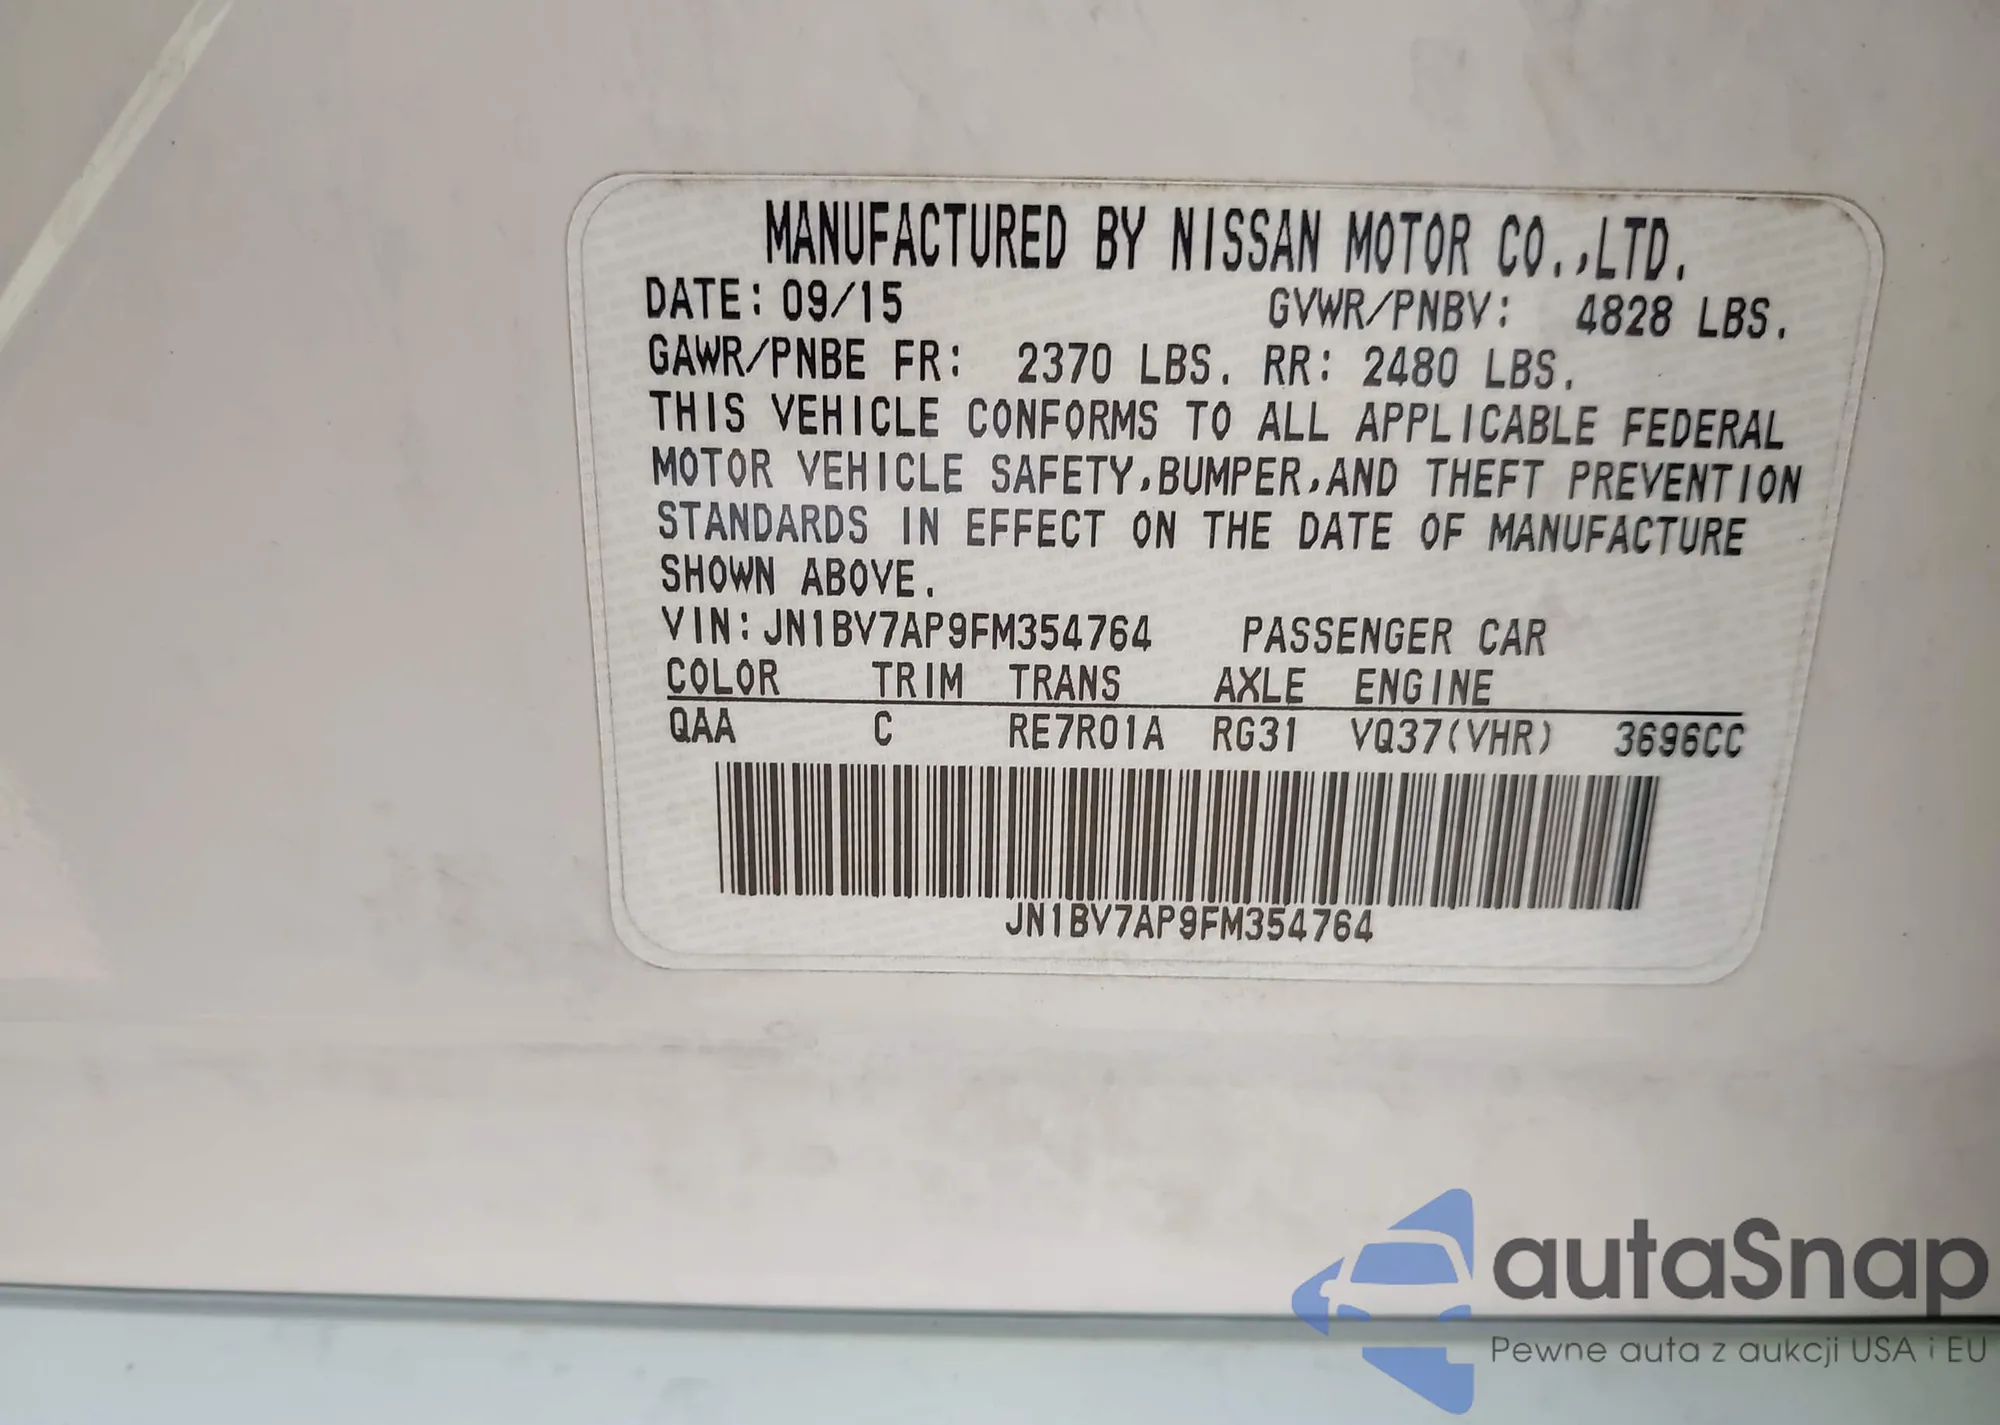 MANUFACTURED BY NISSAN MOTOR CO.,LTD.
DATE: 09/15 GVWR/PNBV: 4828 LBS.
GAWR/PNBE FR: 2370 LBS. RR: 2480 LBS.
THIS VEHICLE CONFORMS TO ALL APPLICABLE FEDERAL
MOTOR VEHICLE SAFETY,BUMPER,AND THEFT PREVENTION
STANDARDS IN EFFECT ON THE DATE OF MANUFACTURE
SHOWN ABOVE.
VIN: JN1BV7AP9FM354764 PASSENGER CAR
COLOR TRIM TRANS AXLE ENGINE
QAA C RE7R01A RG31 VQ37(VHR) 3696CC
JN1BV7AP9FM354764
autaSnap
Pewne auta z aukcji USA i EU